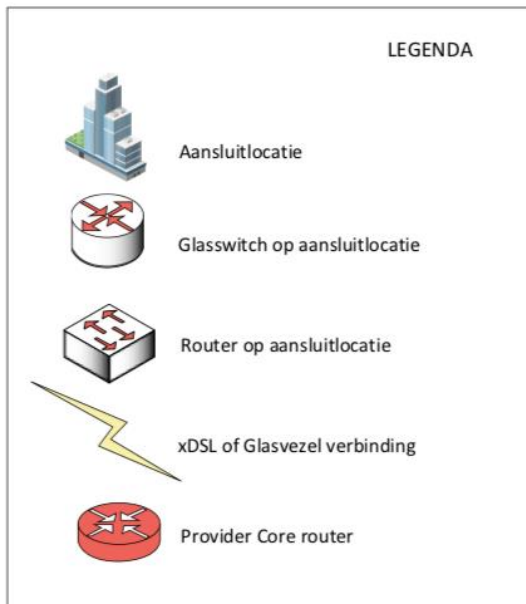 LEGENDA
Aansluitlocatie
Glasswitch op aansluitlocatie
Router op aansluitlocatie
xDSL of Glasvezel verbinding
Provider Core router